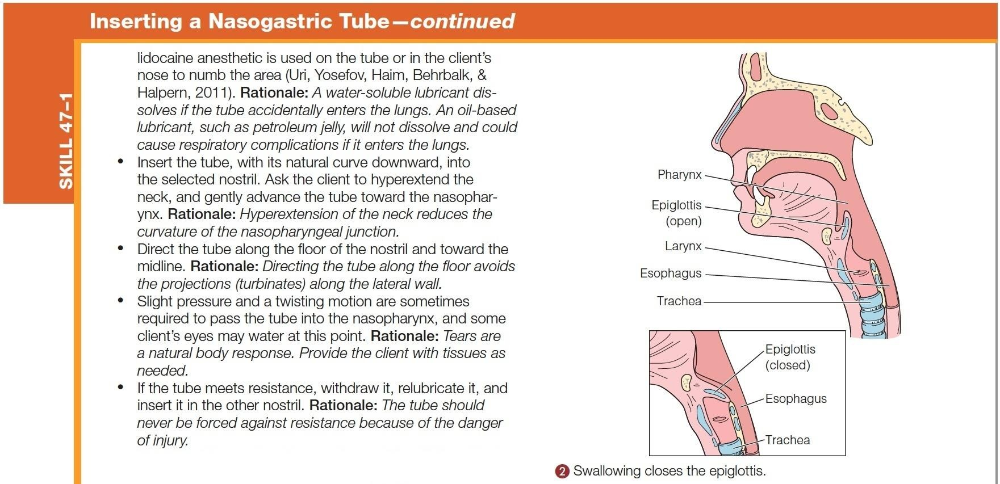 Inserting a Nasogastric Tube—continued
SKILL 47–1
lidocaine anesthetic is used on the tube or in the client’s
nose to numb the area (Uri, Yosefov, Haim, Behrbalk, &
Halpern, 2011). Rationale: A water-soluble lubricant dis-
solves if the tube accidentally enters the lungs. An oil-based
lubricant, such as petroleum jelly, will not dissolve and could
cause respiratory complications if it enters the lungs.
• Insert the tube, with its natural curve downward, into
the selected nostril. Ask the client to hyperextend the
neck, and gently advance the tube toward the nasophar-
ynx. Rationale: Hyperextension of the neck reduces the
curvature of the nasopharyngeal junction.
• Direct the tube along the floor of the nostril and toward the
midline. Rationale: Directing the tube along the floor avoids
the projections (turbinates) along the lateral wall.
• Slight pressure and a twisting motion are sometimes
required to pass the tube into the nasopharynx, and some
client’s eyes may water at this point. Rationale: Tears are
a natural body response. Provide the client with tissues as
needed.
• If the tube meets resistance, withdraw it, relubricate it, and
insert it in the other nostril. Rationale: The tube should
never be forced against resistance because of the danger
of injury.
Pharynx
Epiglottis
(open)
Larynx
Esophagus
Trachea
Epiglottis
(closed)
Esophagus
Trachea
2 Swallowing closes the epiglottis.